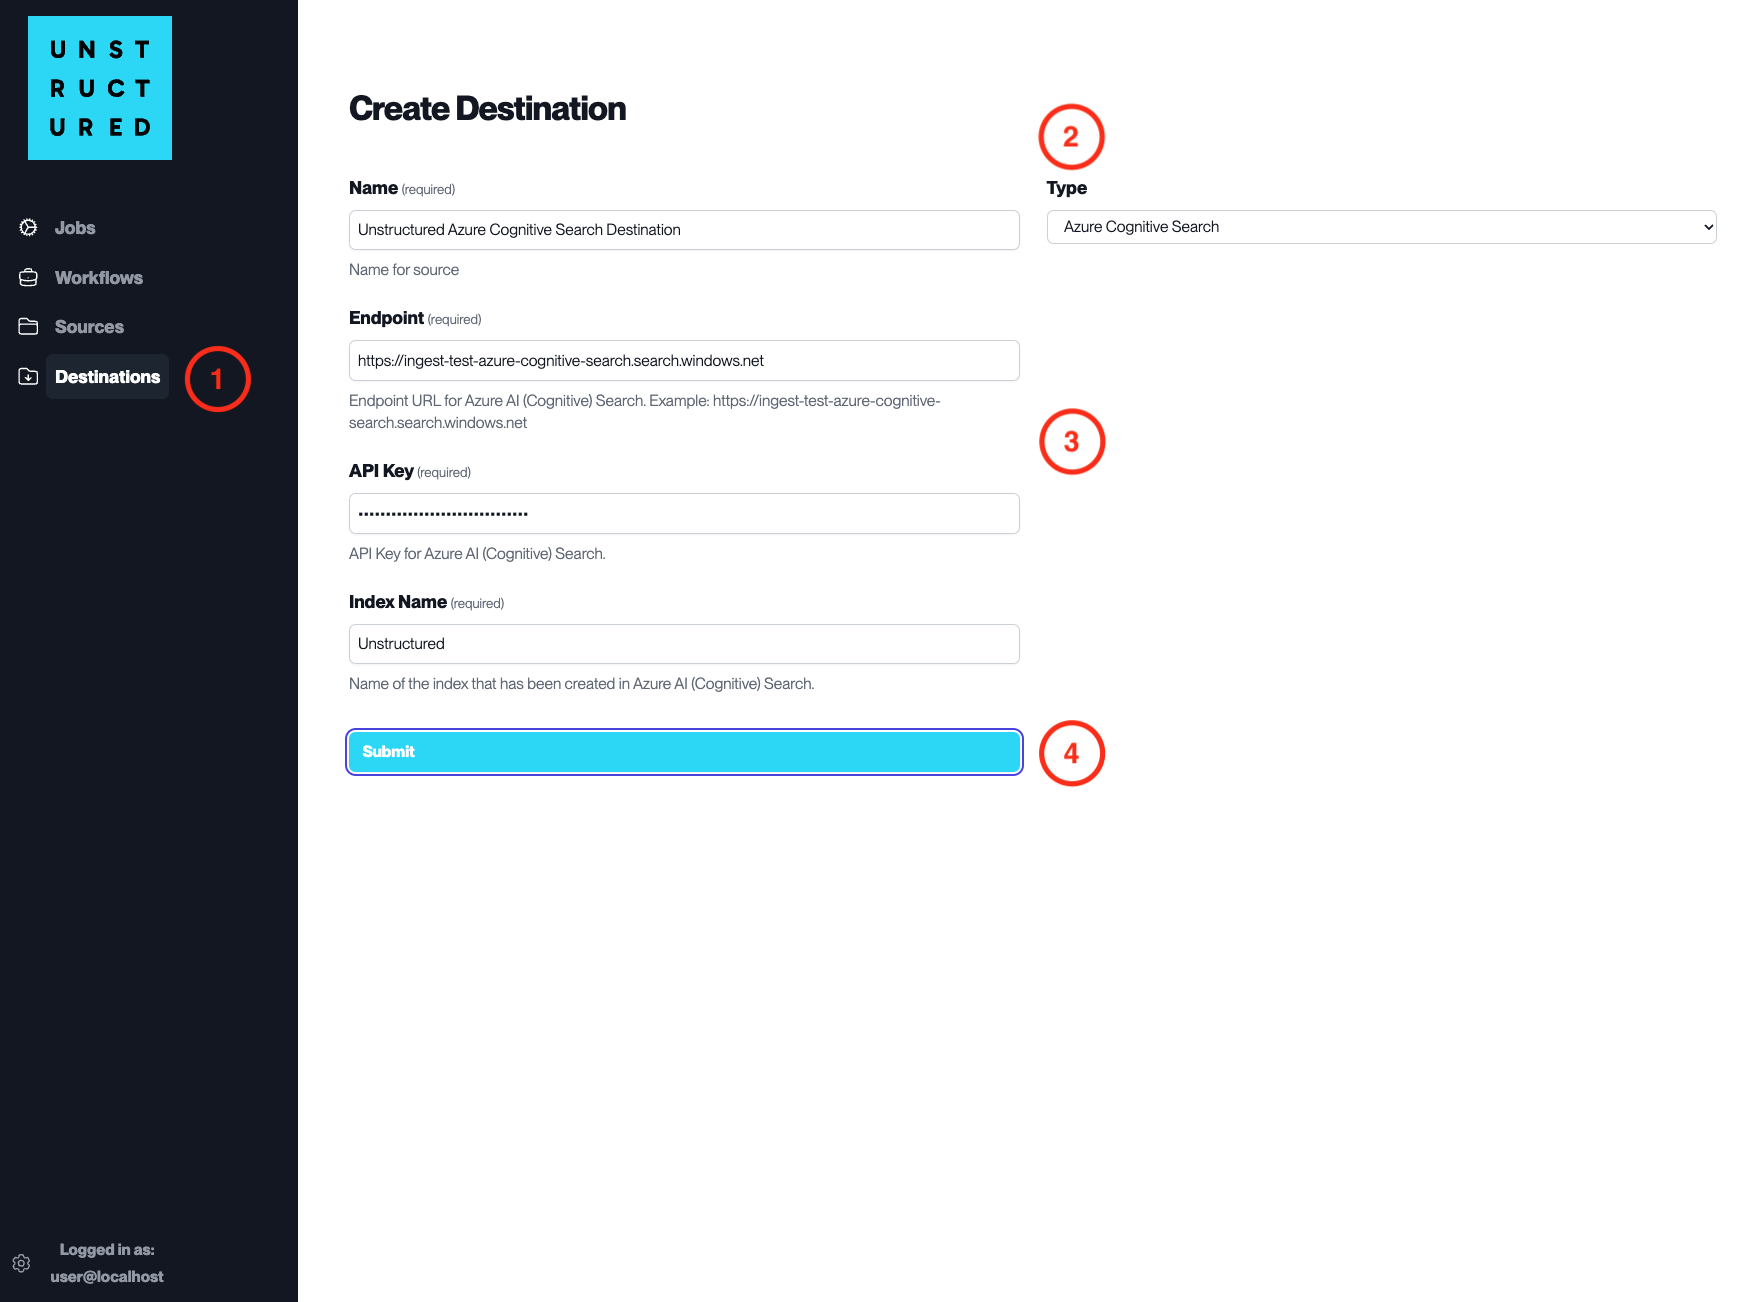 UNST
RUCT
URED
Jobs
Workflows
Sources
Destinations
1
Logged in as:
user@localhost
Create Destination
2
Name (required)
Unstructured Azure Cognitive Search Destination
Name for source
Type
Azure Cognitive Search
Endpoint (required)
https://ingest-test-azure-cognitive-search.search.windows.net
Endpoint URL for Azure AI (Cognitive) Search. Example: https://ingest-test-azure-cognitive-
search.search.windows.net
3
API Key (required)
API Key for Azure AI (Cognitive) Search.
Index Name (required)
Unstructured
Name of the index that has been created in Azure AI (Cognitive) Search.
Submit
4